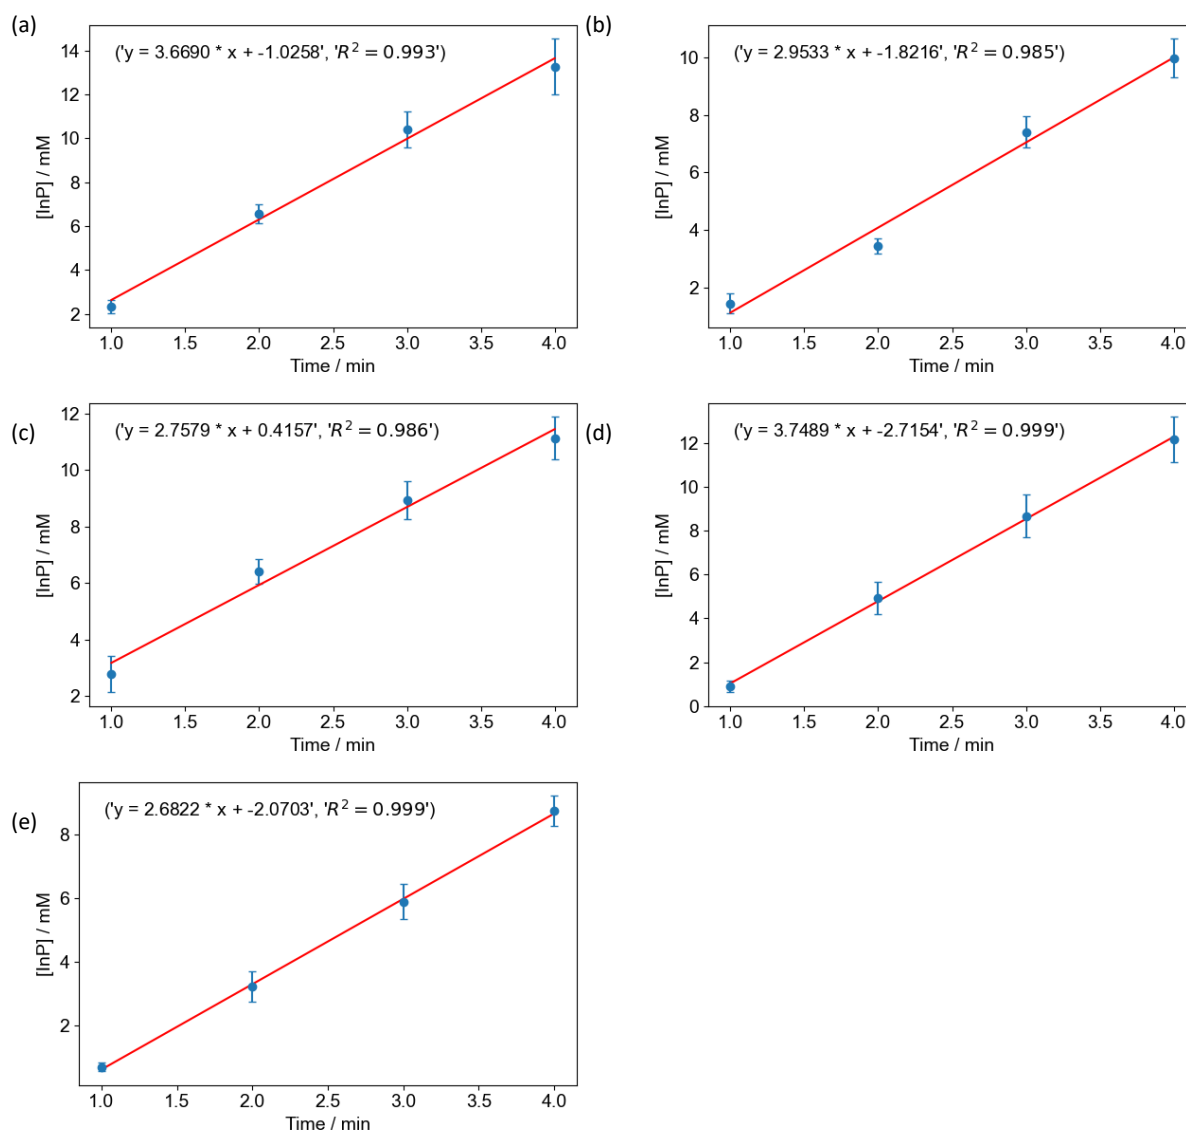 (a)
('y = 3.6690 * x + -1.0258', 'R² = 0.993')
14
12
10
8
6
4
2
[InP] / mM
1.0 1.5 2.0 2.5 3.0 3.5 4.0
Time / min
(b)
('y = 2.9533 * x + -1.8216', 'R² = 0.985')
10
8
6
4
2
[InP] / mM
1.0 1.5 2.0 2.5 3.0 3.5 4.0
Time / min
(c)
('y = 2.7579 * x + 0.4157', 'R² = 0.986')
12
10
8
6
4
2
[InP] / mM
1.0 1.5 2.0 2.5 3.0 3.5 4.0
Time / min
(d)
('y = 3.7489 * x + -2.7154', 'R² = 0.999')
12
10
8
6
4
2
0
[InP] / mM
1.0 1.5 2.0 2.5 3.0 3.5 4.0
Time / min
(e)
('y = 2.6822 * x + -2.0703', 'R² = 0.999')
8
6
4
2
[InP] / mM
1.0 1.5 2.0 2.5 3.0 3.5 4.0
Time / min